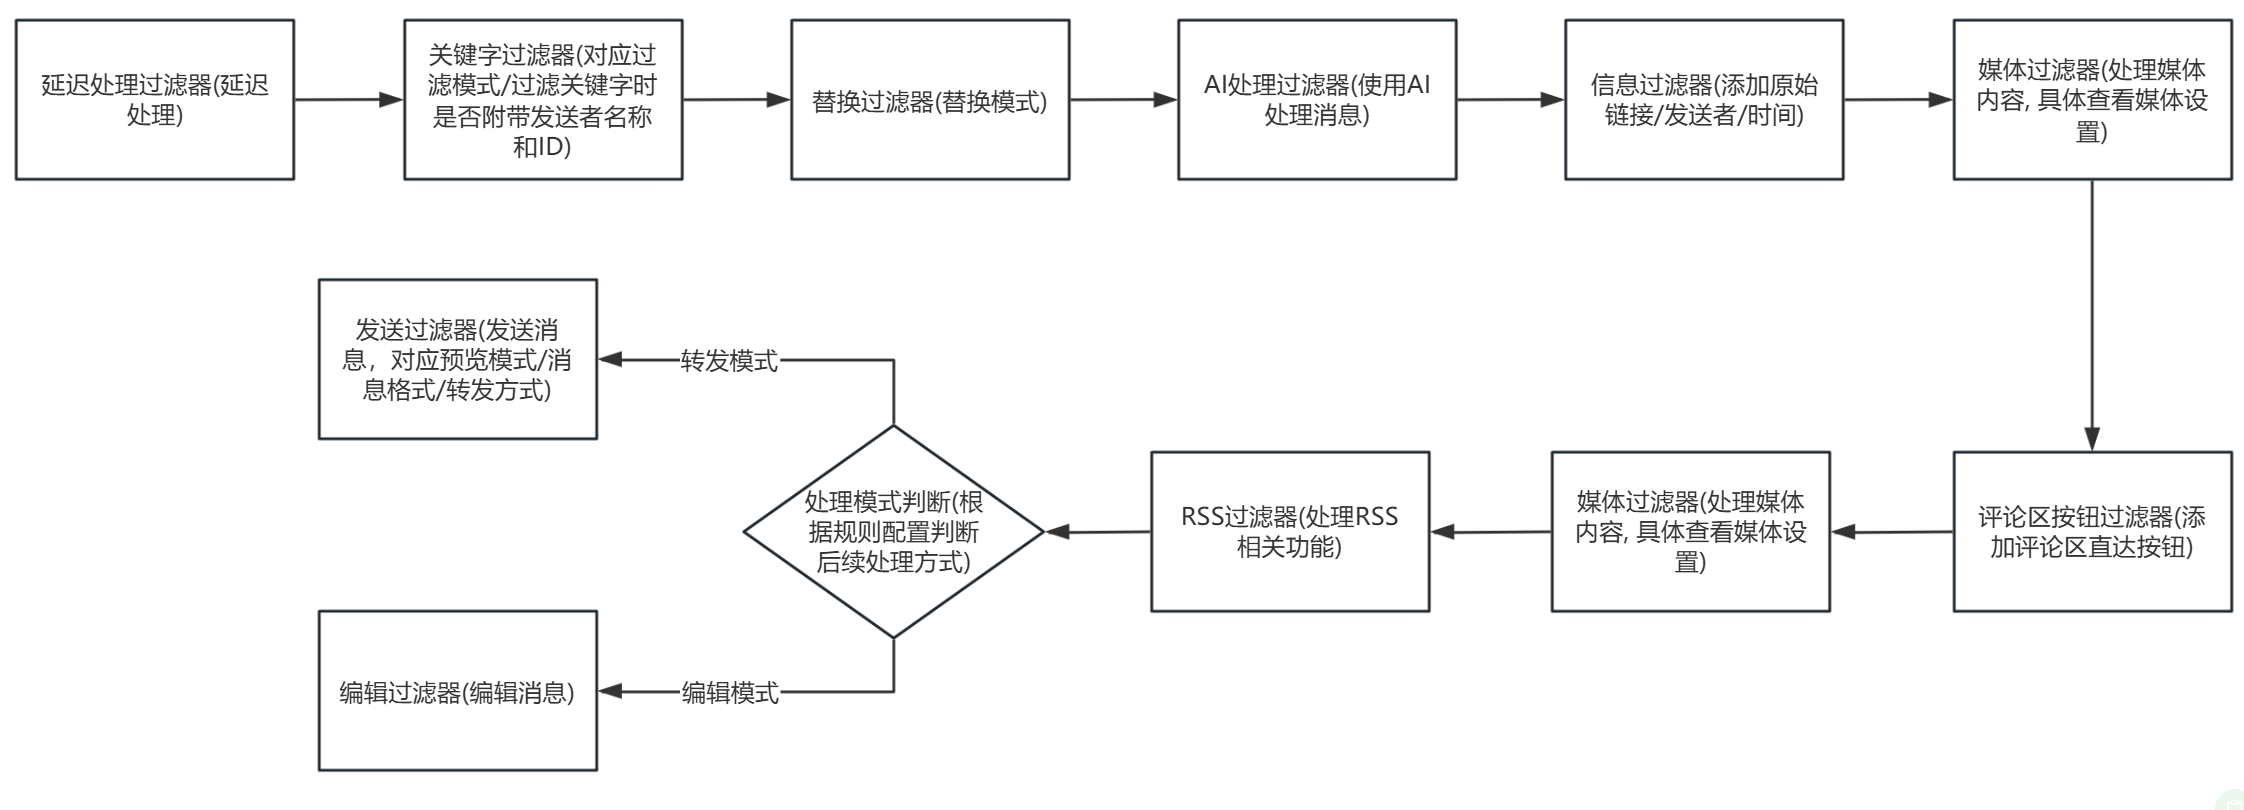 延迟处理过滤器(延迟
处理)
关键字过滤器(对应过
滤模式/过滤关键字时
是否附带发送者名称
和ID)
替换过滤器(替换模式)
AI处理过滤器(使用AI
处理消息)
信息过滤器(添加原始
链接/发送者/时间)
媒体过滤器(处理媒体
内容, 具体查看媒体设
置)
评论区按钮过滤器(添
加评论区直达按钮)
媒体过滤器(处理媒体
内容, 具体查看媒体设
置)
RSS过滤器(处理RSS
相关功能)
处理模式判断(根
据规则配置判断
后续处理方式)
转发模式
发送过滤器(发送消
息，对应预览模式/消
息格式/转发方式)
编辑模式
编辑过滤器(编辑消息)